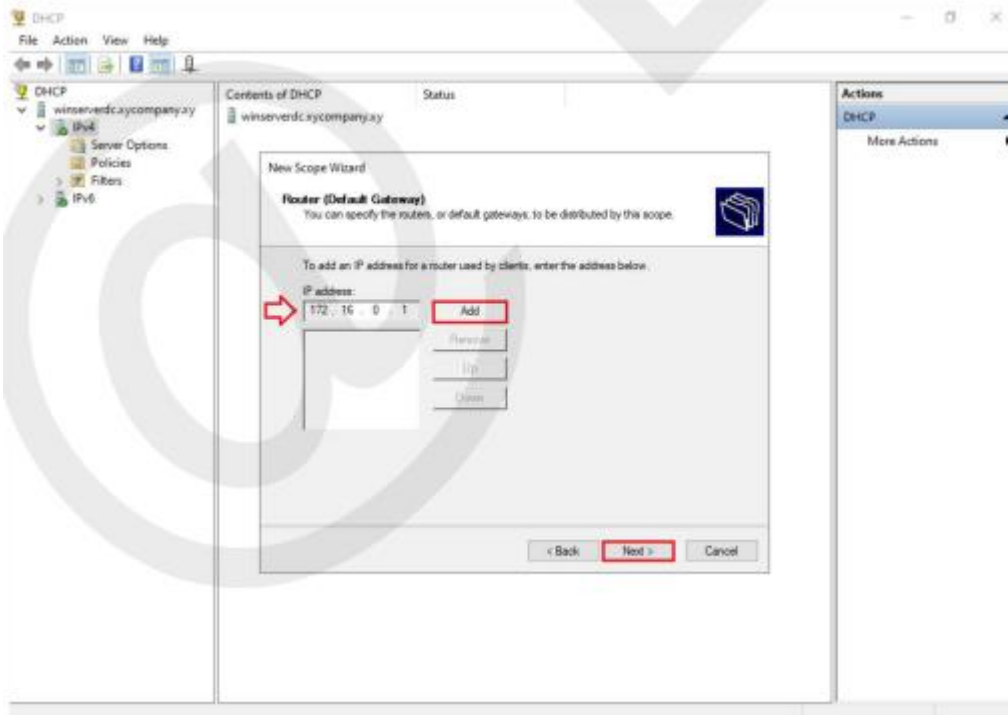 DHCP
File Action View Help
DHCP
winserverdc.xycompany.xy
IPv4
Server Options
Policies
Filters
IPv6
Contents of DHCP Status
winserverdc.xycompany.xy
Actions
DHCP
More Actions
New Scope Wizard
Router (Default Gateway)
You can specify the routers, or default gateways, to be distributed by this scope.
To add an IP address for a router used by clients, enter the address below.
IP address:
172 . 16 . 0 . 1 Add
Remove
Up
Down
< Back Next > Cancel